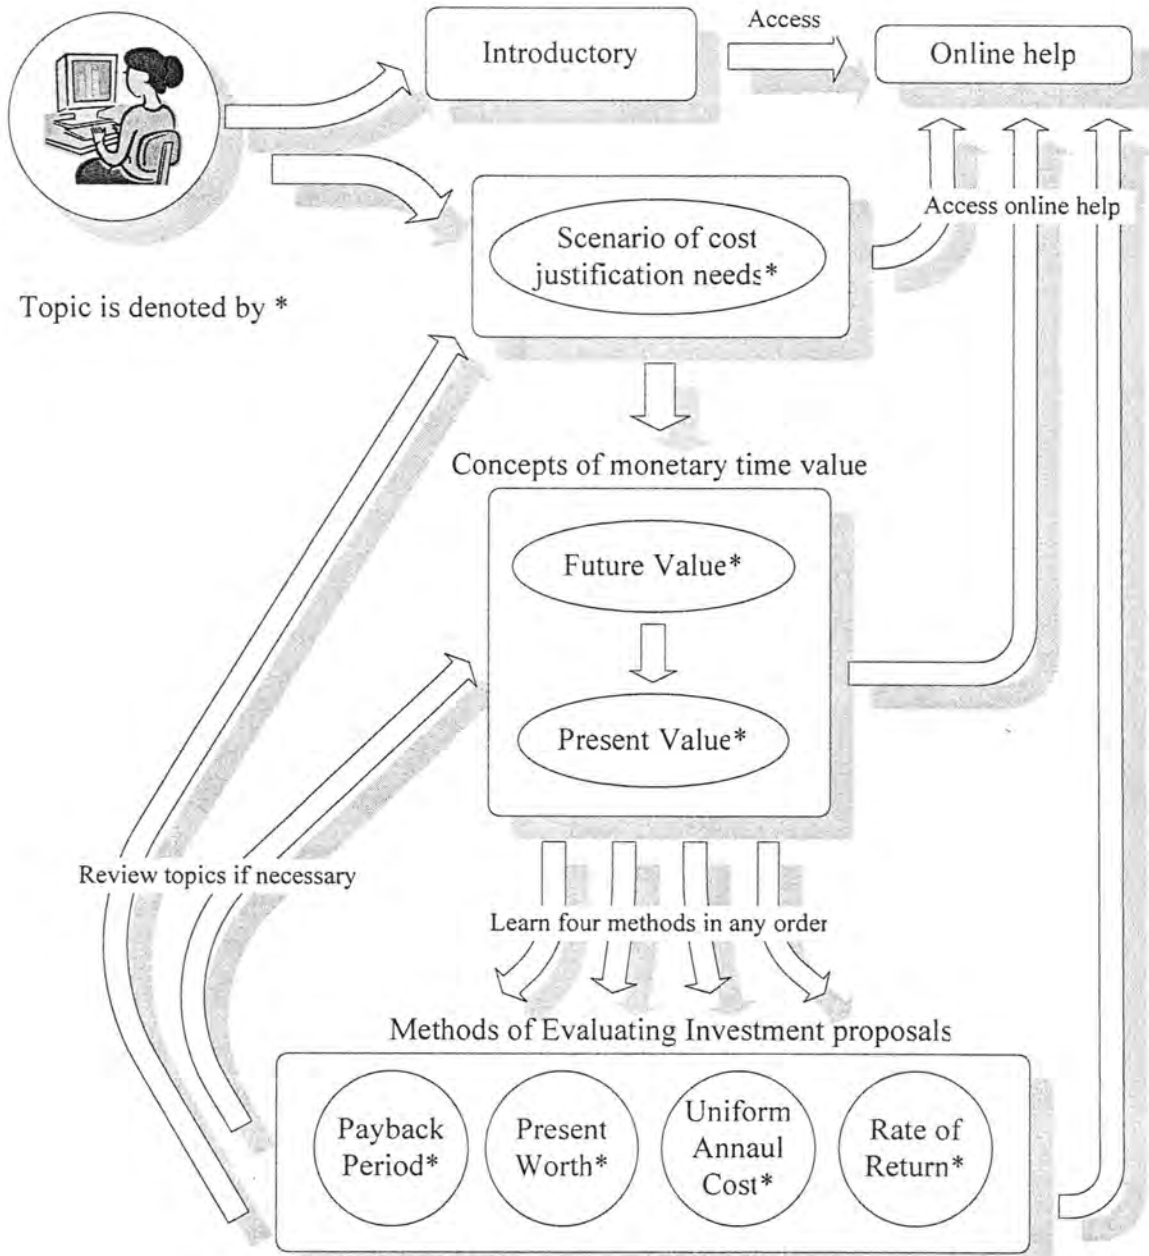 Access
Introductory
Online help
Access online help
Scenario of cost
justification needs*
Topic is denoted by *
Concepts of monetary time value
Future Value*
Present Value*
Review topics if necessary
Learn four methods in any order
Methods of Evaluating Investment proposals
Payback
Period*
Present
Worth*
Uniform
Annaul
Cost*
Rate of
Return*